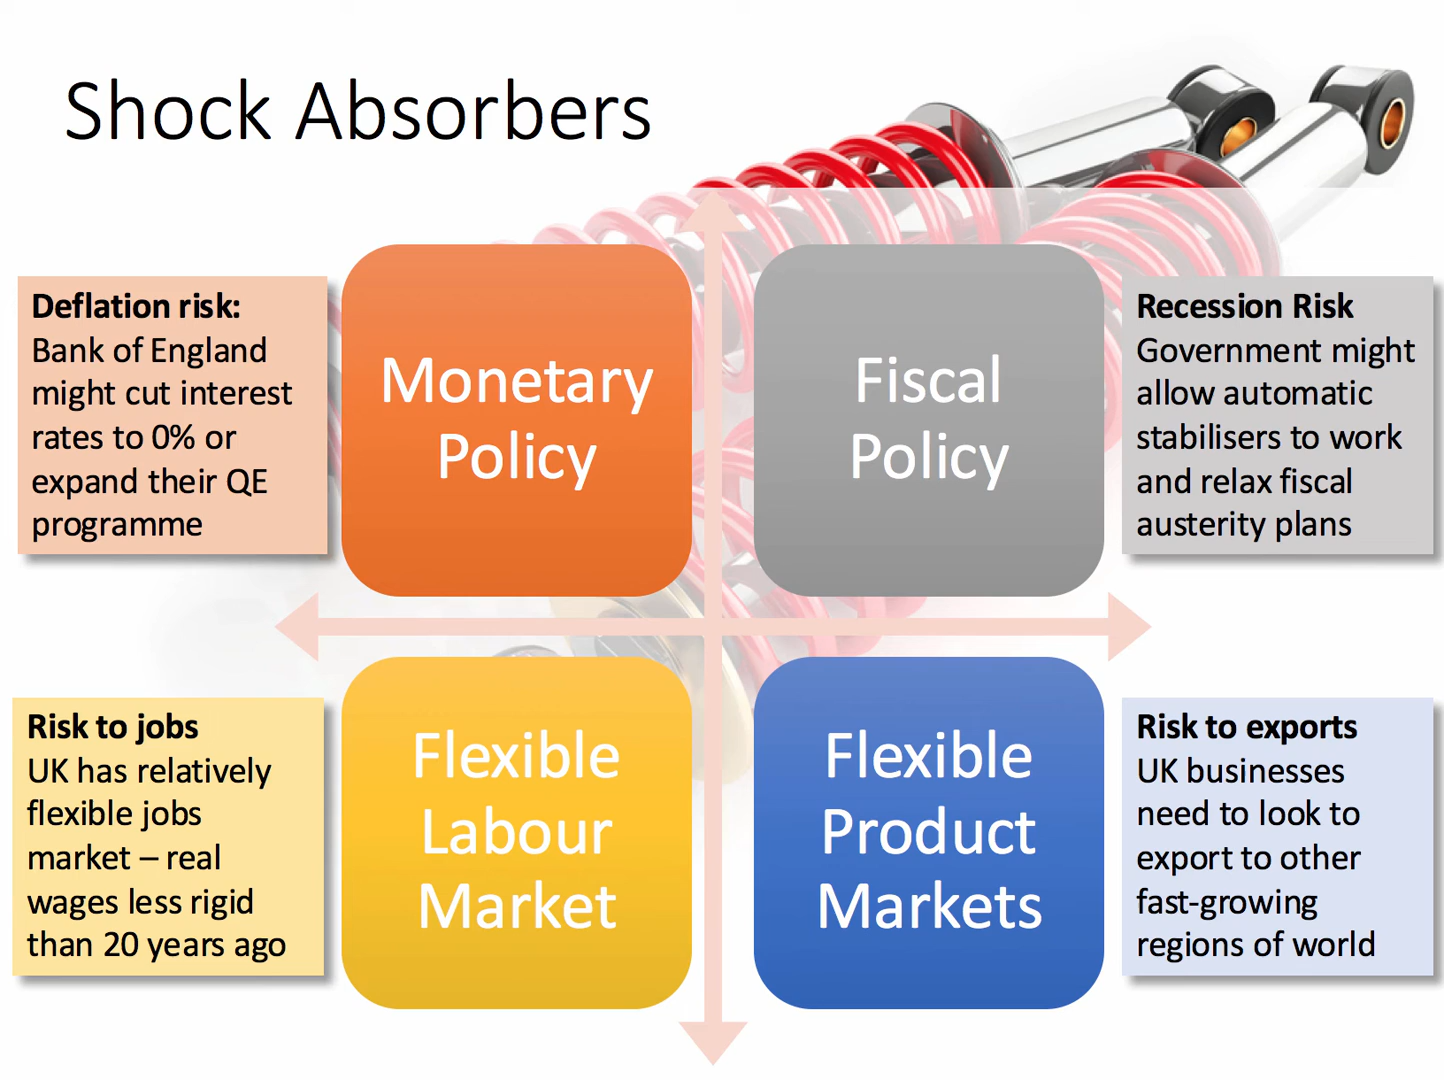 Shock Absorbers
Deflation risk:
Bank of England
might cut interest
rates to 0% or
expand their QE
programme
Monetary
Policy
Fiscal
Policy
Recession Risk
Government might
allow automatic
stabilisers to work
and relax fiscal
austerity plans
Risk to jobs
UK has relatively
flexible jobs
market – real
wages less rigid
than 20 years ago
Flexible
Labour
Market
Flexible
Product
Markets
Risk to exports
UK businesses
need to look to
export to other
fast-growing
regions of world